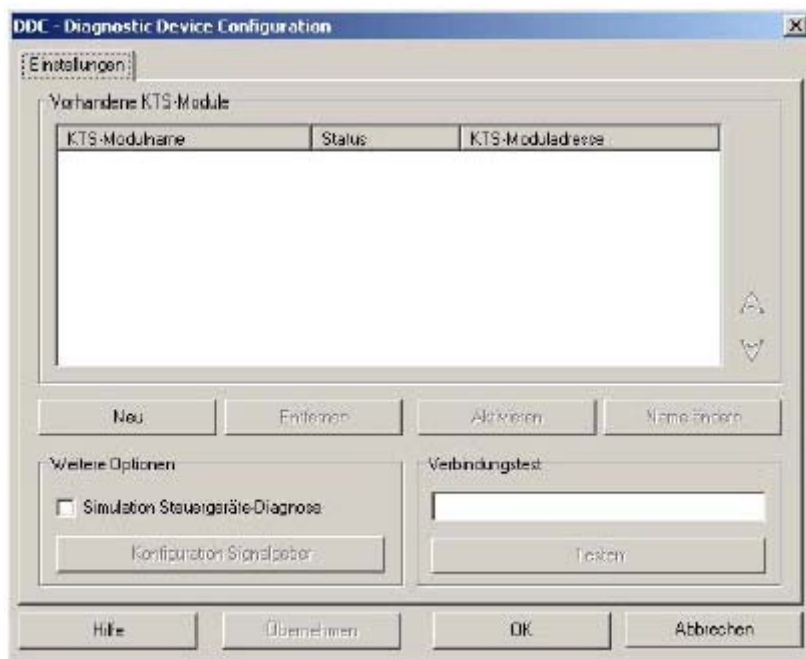 DDC - Diagnostic Device Configuration
Einstellungen
Vorhandene KTS-Module
KTS-Modulname Status KTS-Moduladresse
Neu Entfernen Aktivieren Name ändern
Weitere Optionen Verbindungstest
Simulation Steuergeräte-Diagnose
Konfiguration Signalgeber Testen
Hilfe Übernehmen OK Abbrechen